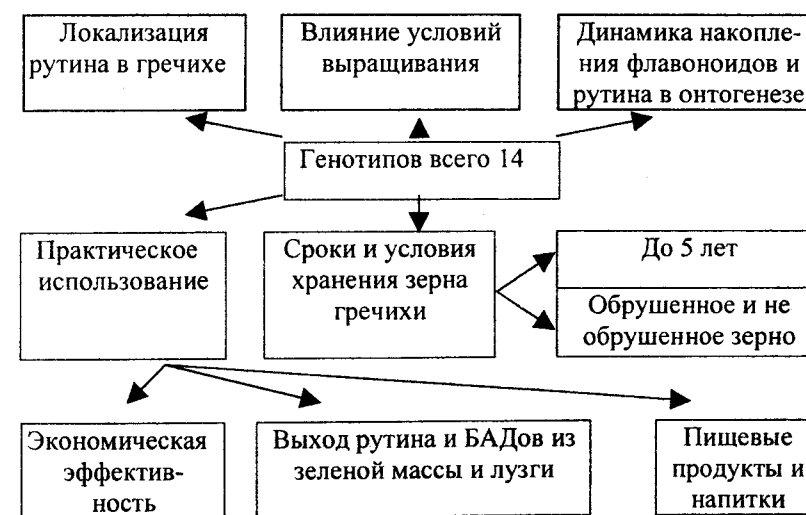 Локализация
рутина в гречихе
Влияние условий
выращивания
Динамика накопле-
ния флавоноидов и
рутина в онтогенезе
Генотипов всего 14
Практическое
использование
Сроки и условия
хранения зерна
гречихи
До 5 лет
Обрушенное и не
обрушенное зерно
Экономическая
эффектив-
ность
Выход рутина и БАДов из
зеленой массы и лузги
Пищевые
продукты и
напитки